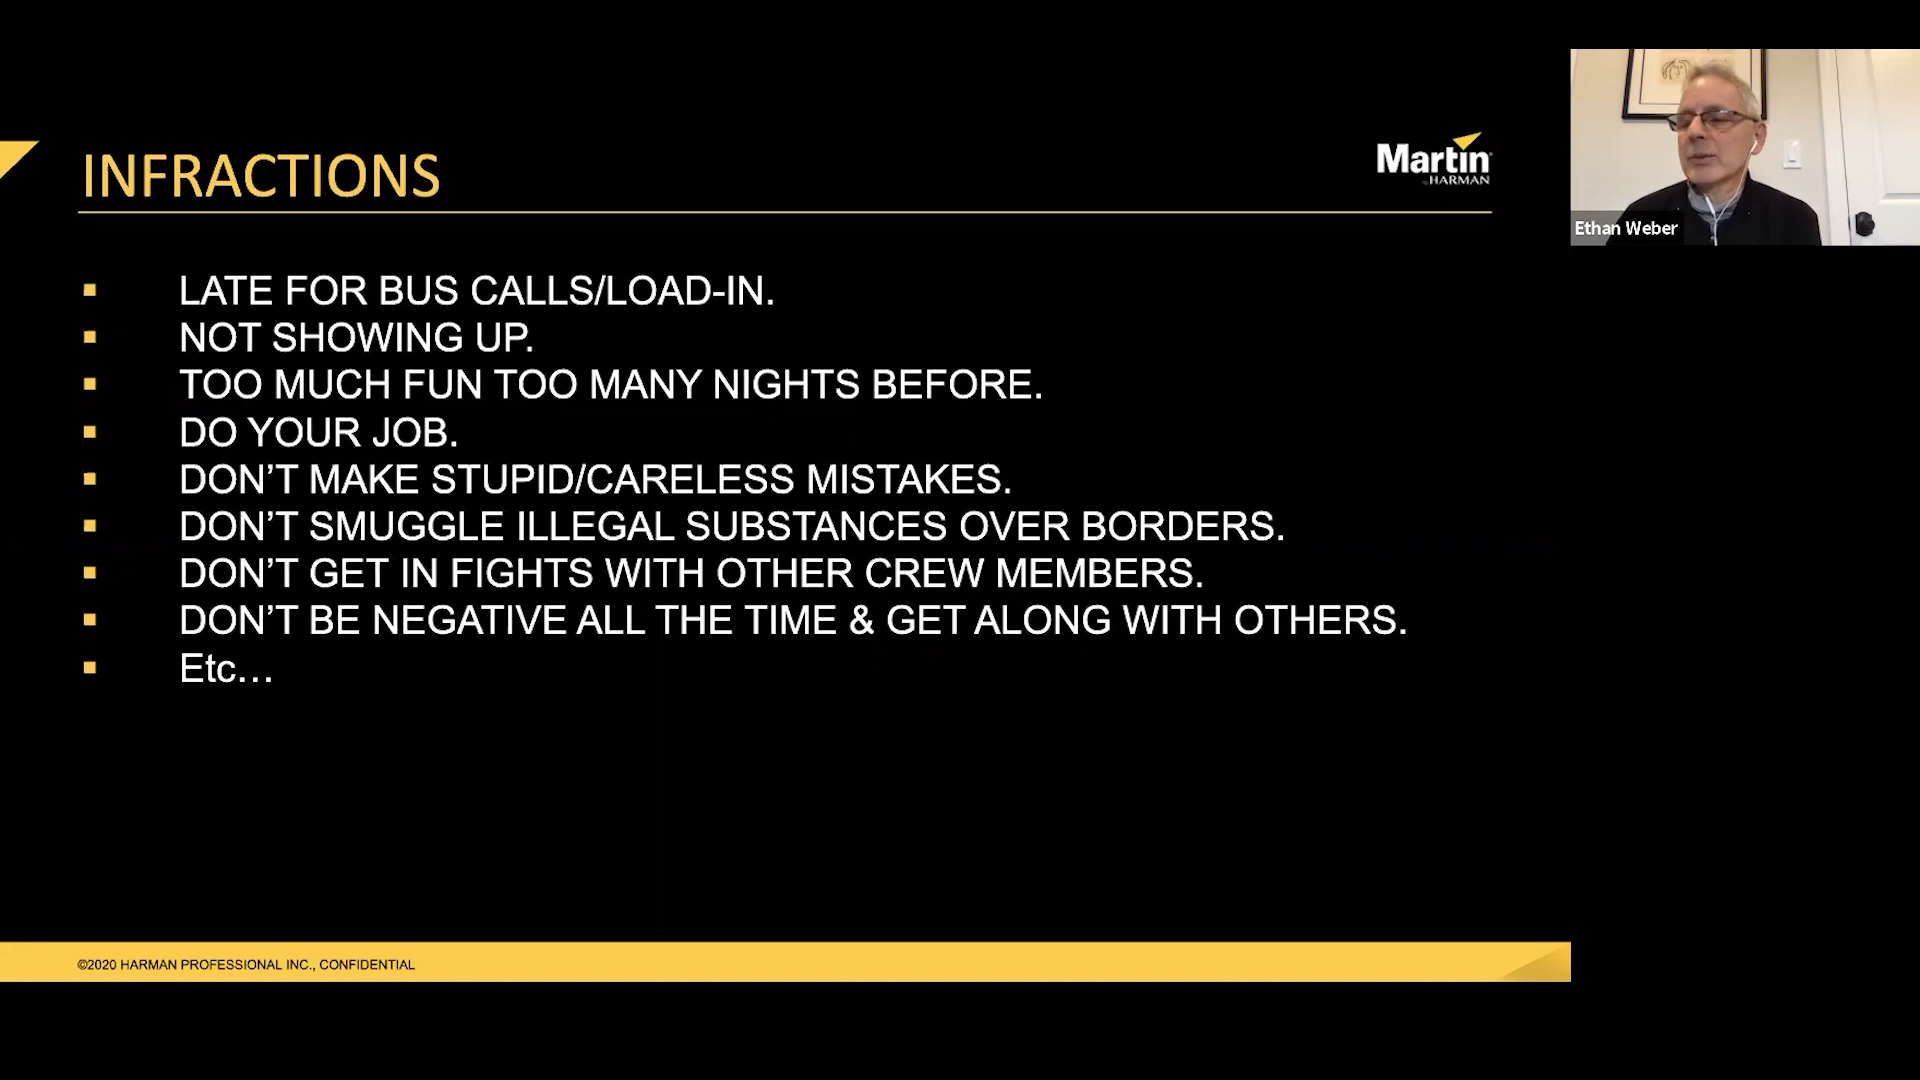 INFRACTIONS
Martin
by HARMAN
Ethan Weber
LATE FOR BUS CALLS/LOAD-IN.
NOT SHOWING UP.
TOO MUCH FUN TOO MANY NIGHTS BEFORE.
DO YOUR JOB.
DON’T MAKE STUPID/CARELESS MISTAKES.
DON’T SMUGGLE ILLEGAL SUBSTANCES OVER BORDERS.
DON’T GET IN FIGHTS WITH OTHER CREW MEMBERS.
DON’T BE NEGATIVE ALL THE TIME & GET ALONG WITH OTHERS.
Etc…
©2020 HARMAN PROFESSIONAL INC., CONFIDENTIAL